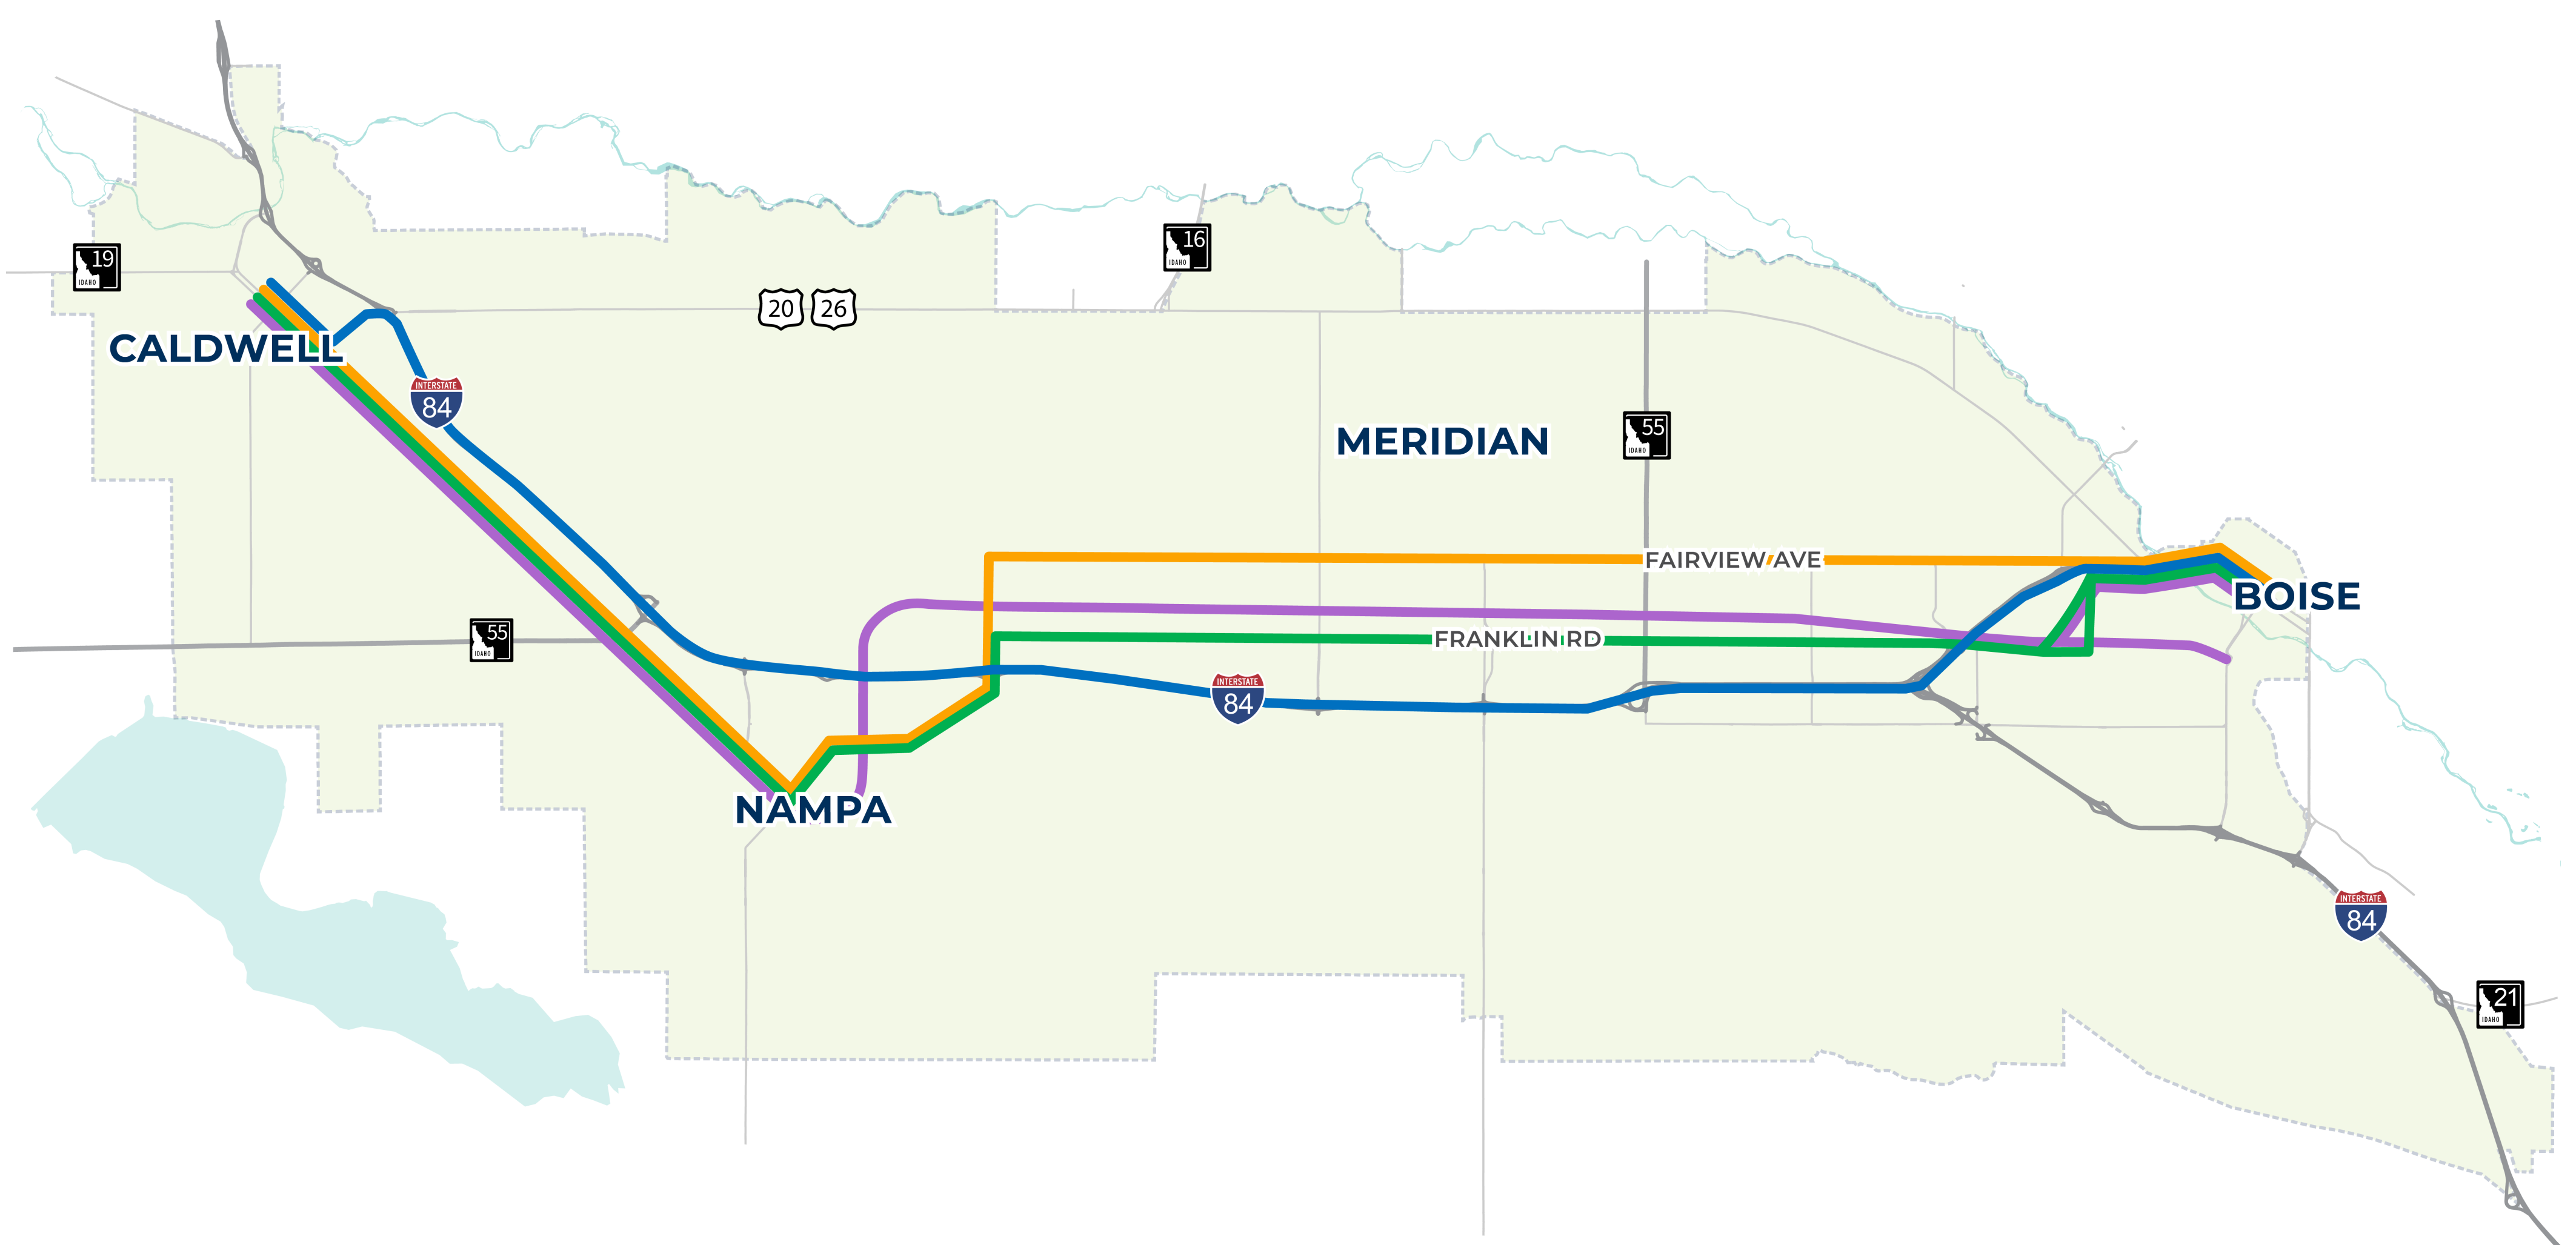 16
IDAHO
19
IDAHO
20
26
CALDWELL
INTERSTATE
84
MERIDIAN
55
IDAHO
FAIRVIEW AVE
BOISE
55
IDAHO
FRANKLIN RD
INTERSTATE
84
NAMPA
INTERSTATE
84
21
IDAHO